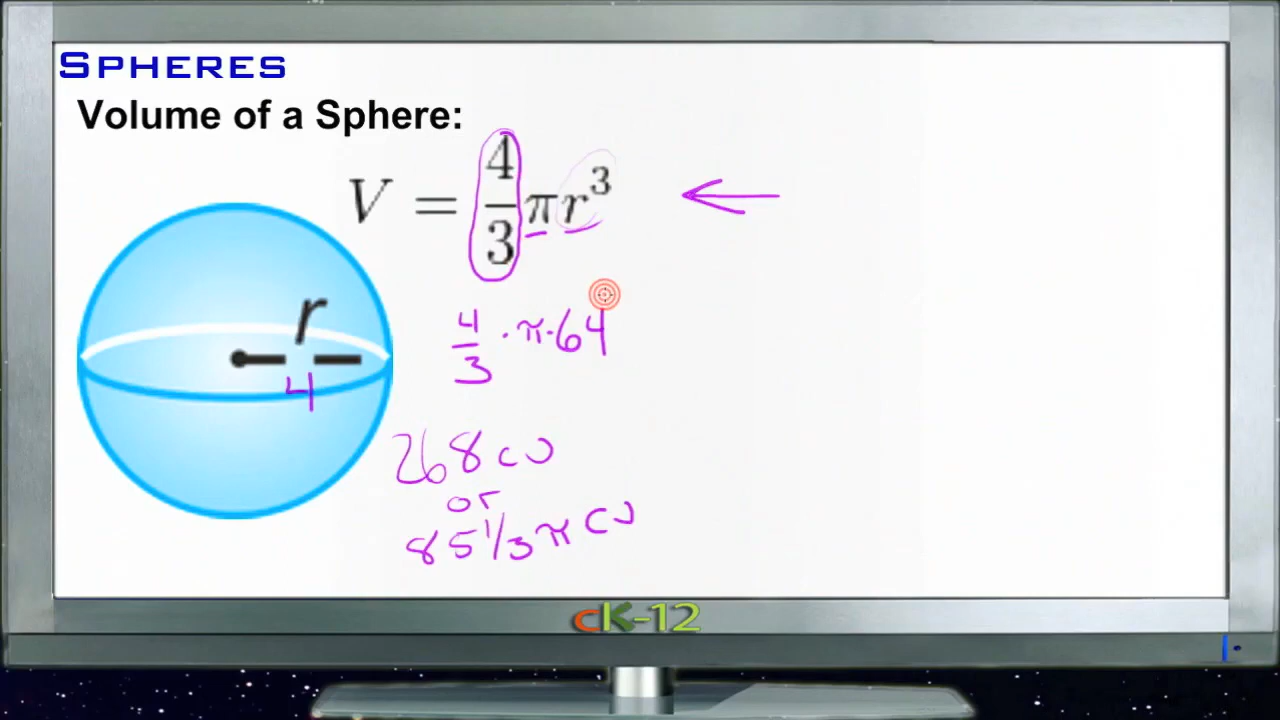 SPHERES
Volume of a Sphere:
V = 4/3 πr³
r
4
4/3 · π · 64
268 cu
or
85 1/3 π cu
cK-12